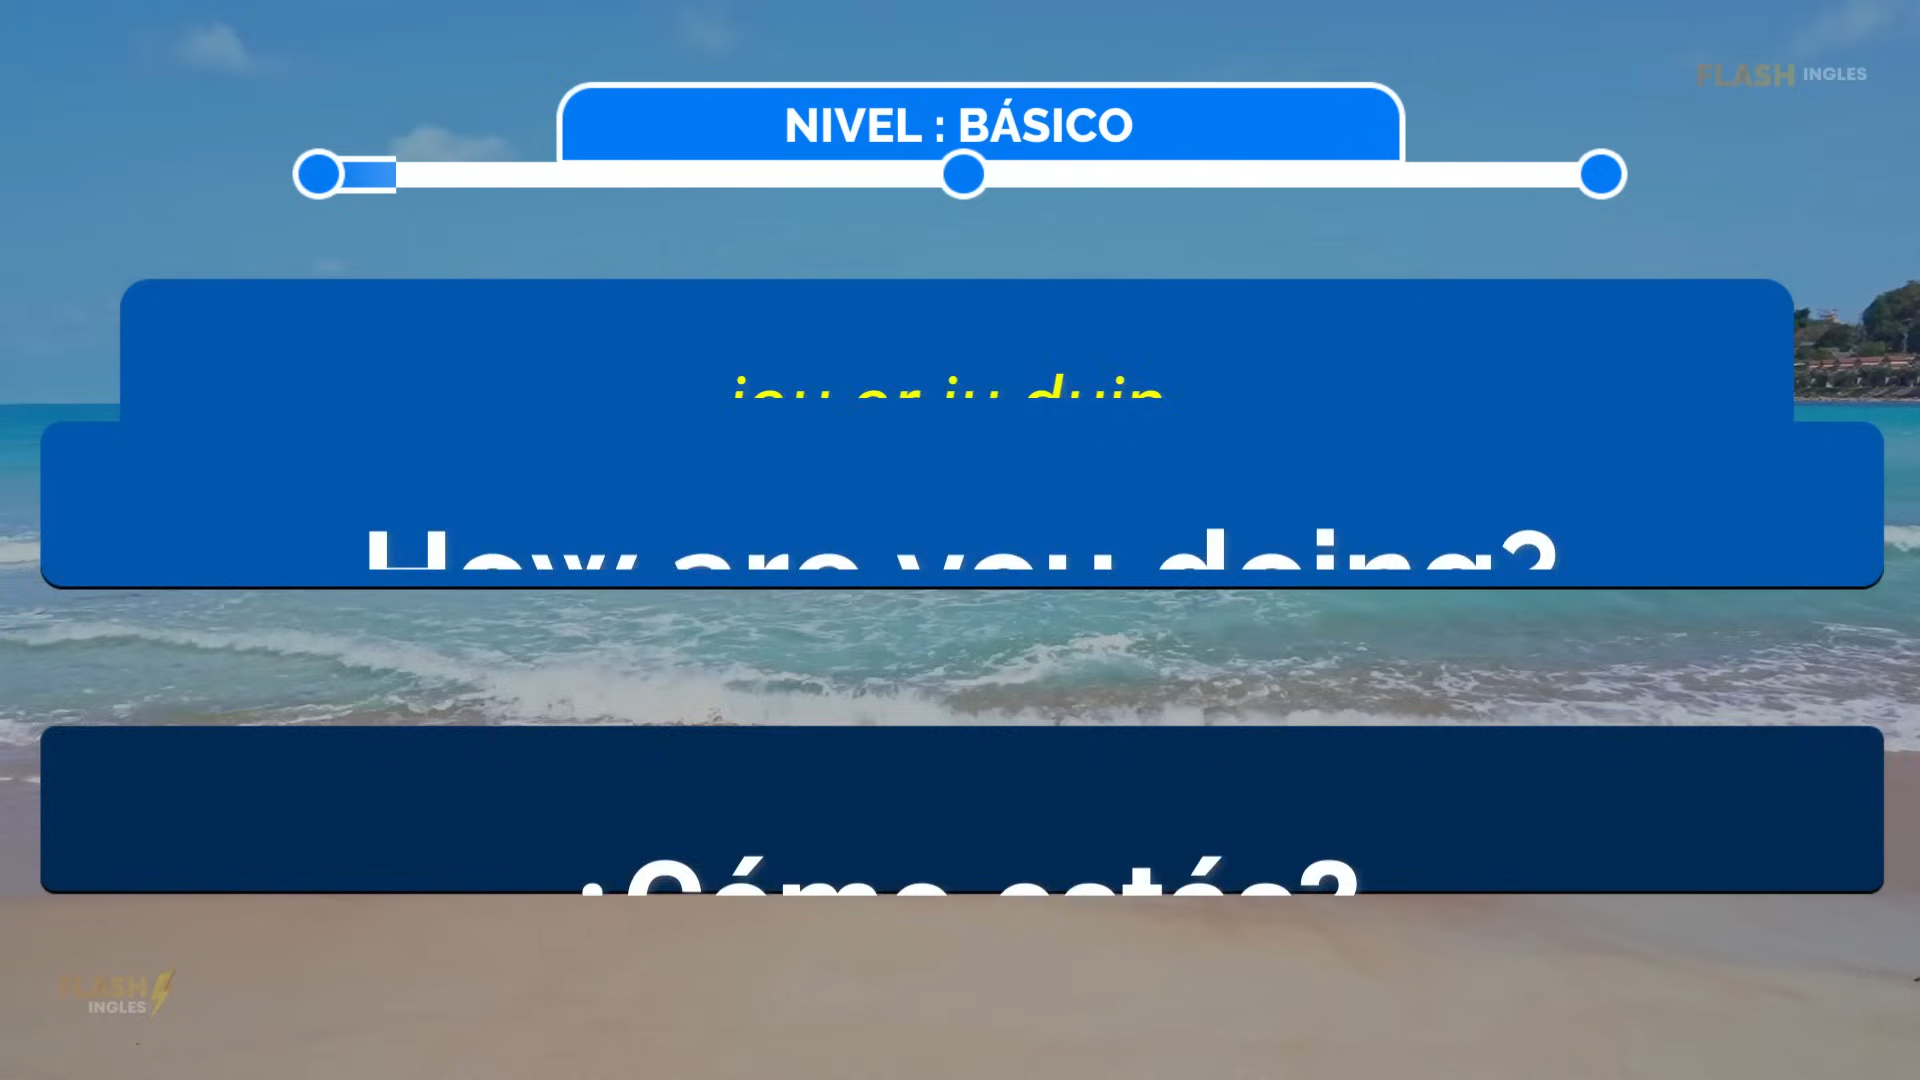 FLASH INGLES
NIVEL : BÁSICO
How are you doing?
¿Cómo estás?
FLASH
INGLES